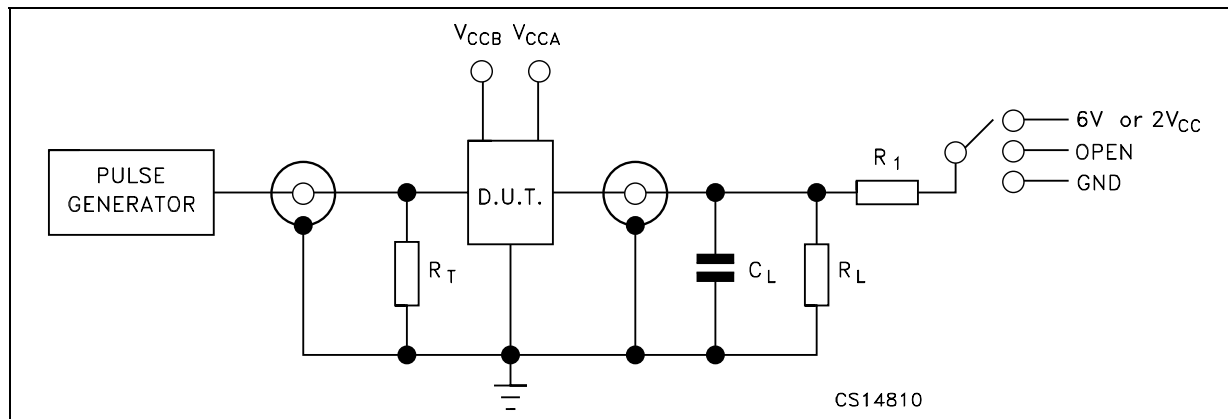 VCCB VCCA
PULSE
GENERATOR
D.U.T.
RT
CL
RL
R1
6V or 2VCC
OPEN
GND
CS14810